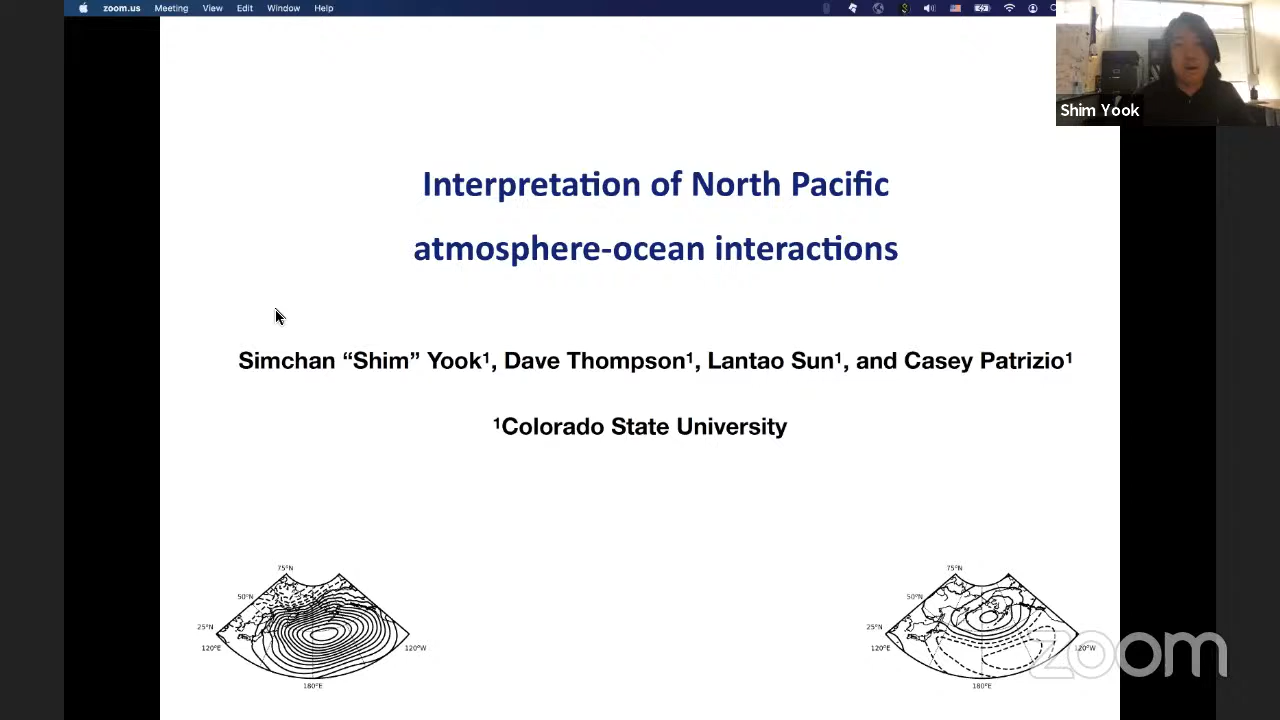 zoom.us Meeting View Edit Window Help
Shim Yook
Interpretation of North Pacific
atmosphere-ocean interactions
Simchan “Shim” Yook¹, Dave Thompson¹, Lantao Sun¹, and Casey Patrizio¹
¹Colorado State University
75°N
50°N
25°N
120°E
120°W
180°E
75°N
50°N
25°N
120°E
120°W
180°E
zoom